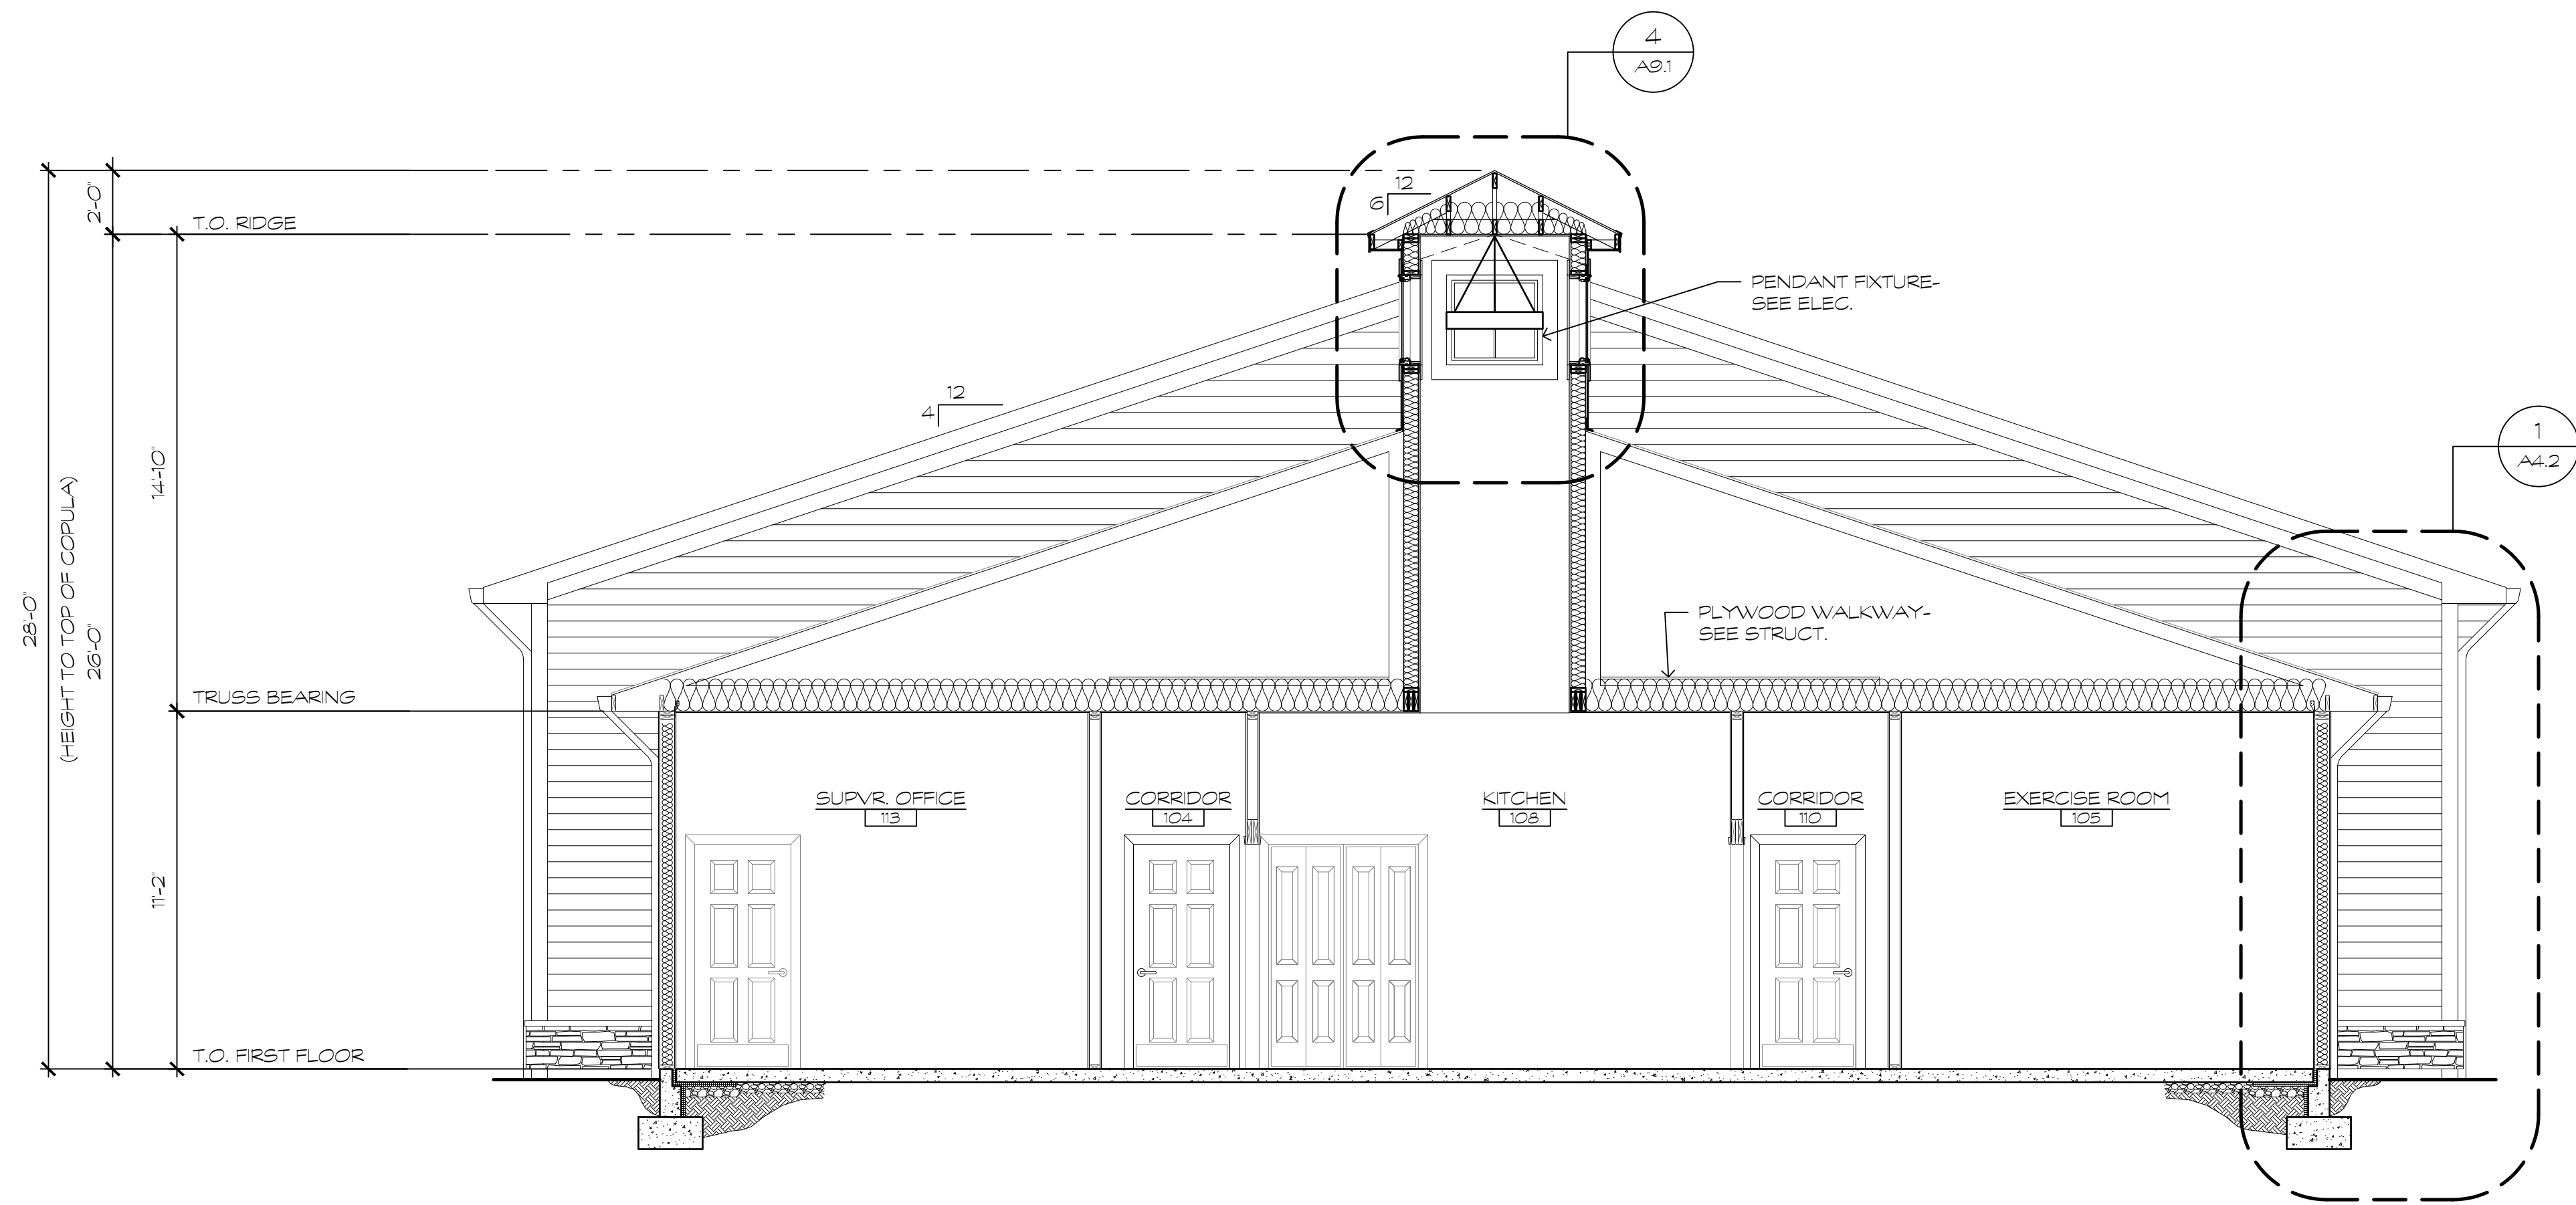 4
A9.1
12
6
2'-0"
T.O. RIDGE
PENDANT FIXTURE-
SEE ELEC.
12
4
14'-10"
1
A4.2
28'-0"
(HEIGHT TO TOP OF COPULA)
26'-0"
PLYWOOD WALKWAY-
SEE STRUCT.
TRUSS BEARING
SUPVR. OFFICE
113
CORRIDOR
104
KITCHEN
108
CORRIDOR
110
EXERCISE ROOM
105
11'-2"
T.O. FIRST FLOOR